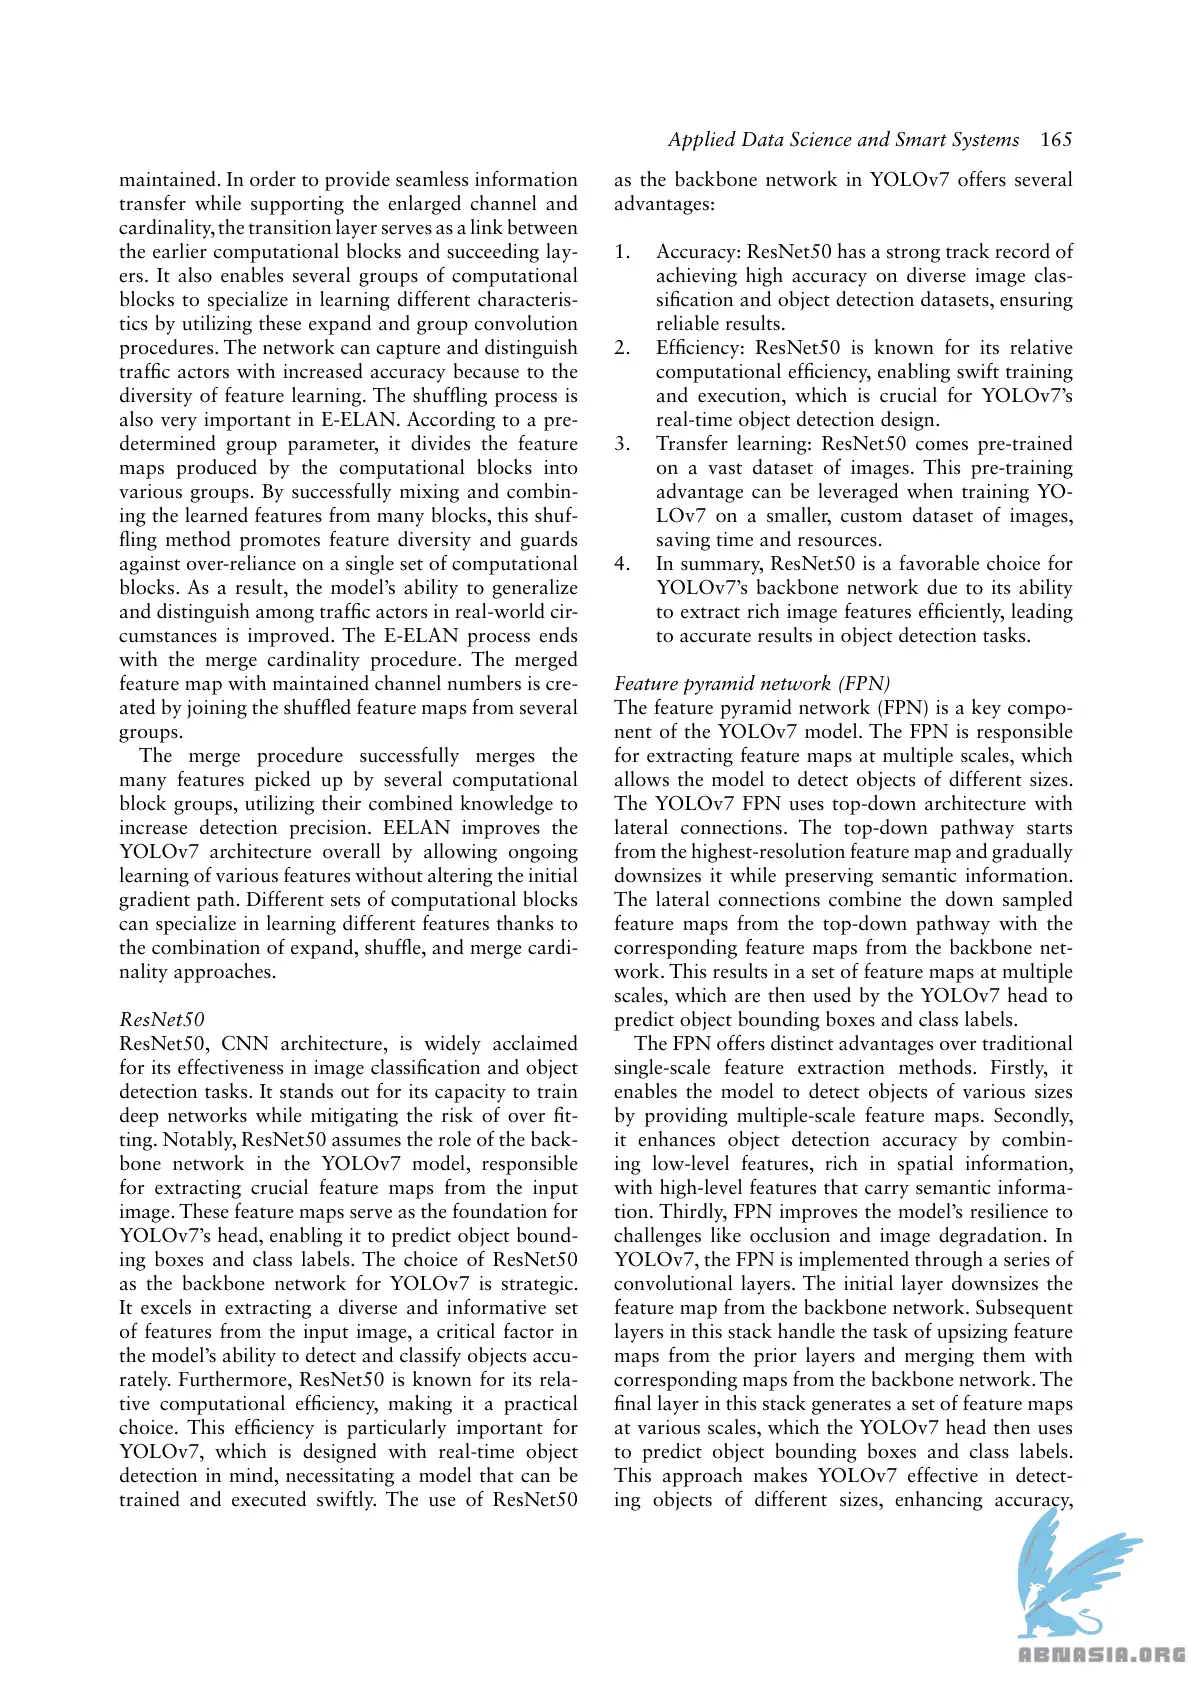 Applied Data Science and Smart Systems 165
maintained. In order to provide seamless information
transfer while supporting the enlarged channel and
cardinality, the transition layer serves as a link between
the earlier computational blocks and succeeding lay-
ers. It also enables several groups of computational
blocks to specialize in learning different characteris-
tics by utilizing these expand and group convolution
procedures. The network can capture and distinguish
traffic actors with increased accuracy because to the
diversity of feature learning. The shuffling process is
also very important in E-ELAN. According to a pre-
determined group parameter, it divides the feature
maps produced by the computational blocks into
various groups. By successfully mixing and combin-
ing the learned features from many blocks, this shuf-
fling method promotes feature diversity and guards
against over-reliance on a single set of computational
blocks. As a result, the model's ability to generalize
and distinguish among traffic actors in real-world cir-
cumstances is improved. The E-ELAN process ends
with the merge cardinality procedure. The merged
feature map with maintained channel numbers is cre-
ated by joining the shuffled feature maps from several
groups.
The merge procedure successfully merges the
many features picked up by several computational
block groups, utilizing their combined knowledge to
increase detection precision. EELAN improves the
YOLOv7 architecture overall by allowing ongoing
learning of various features without altering the initial
gradient path. Different sets of computational blocks
can specialize in learning different features thanks to
the combination of expand, shuffle, and merge cardi-
nality approaches.
ResNet50
ResNet50, CNN architecture, is widely acclaimed
for its effectiveness in image classification and object
detection tasks. It stands out for its capacity to train
deep networks while mitigating the risk of over fit-
ting. Notably, ResNet50 assumes the role of the back-
bone network in the YOLOv7 model, responsible
for extracting crucial feature maps from the input
image. These feature maps serve as the foundation for
YOLOv7's head, enabling it to predict object bound-
ing boxes and class labels. The choice of ResNet50
as the backbone network for YOLOv7 is strategic.
It excels in extracting a diverse and informative set
of features from the input image, a critical factor in
the model's ability to detect and classify objects accu-
rately. Furthermore, ResNet50 is known for its rela-
tive computational efficiency, making it a practical
choice. This efficiency is particularly important for
YOLOv7, which is designed with real-time object
detection in mind, necessitating a model that can be
trained and executed swiftly. The use of ResNet50
as the backbone network in YOLOv7 offers several
advantages:
1. Accuracy: ResNet50 has a strong track record of
achieving high accuracy on diverse image clas-
sification and object detection datasets, ensuring
reliable results.
2. Efficiency: ResNet50 is known for its relative
computational efficiency, enabling swift training
and execution, which is crucial for YOLOv7's
real-time object detection design.
3. Transfer learning: ResNet50 comes pre-trained
on a vast dataset of images. This pre-training
advantage can be leveraged when training YO-
LOv7 on a smaller, custom dataset of images,
saving time and resources.
4. In summary, ResNet50 is a favorable choice for
YOLOv7's backbone network due to its ability
to extract rich image features efficiently, leading
to accurate results in object detection tasks.
Feature pyramid network (FPN)
The feature pyramid network (FPN) is a key compo-
nent of the YOLOv7 model. The FPN is responsible
for extracting feature maps at multiple scales, which
allows the model to detect objects of different sizes.
The YOLOv7 FPN uses top-down architecture with
lateral connections. The top-down pathway starts
from the highest-resolution feature map and gradually
downsizes it while preserving semantic information.
The lateral connections combine the down sampled
feature maps from the top-down pathway with the
corresponding feature maps from the backbone net-
work. This results in a set of feature maps at multiple
scales, which are then used by the YOLOv7 head to
predict object bounding boxes and class labels.
The FPN offers distinct advantages over traditional
single-scale feature extraction methods. Firstly, it
enables the model to detect objects of various sizes
by providing multiple-scale feature maps. Secondly,
it enhances object detection accuracy by combin-
ing low-level features, rich in spatial information,
with high-level features that carry semantic informa-
tion. Thirdly, FPN improves the model's resilience to
challenges like occlusion and image degradation. In
YOLOv7, the FPN is implemented through a series of
convolutional layers. The initial layer downsizes the
feature map from the backbone network. Subsequent
layers in this stack handle the task of upsizing feature
maps from the prior layers and merging them with
corresponding maps from the backbone network. The
final layer in this stack generates a set of feature maps
at various scales, which the YOLOv7 head then uses
to predict object bounding boxes and class labels.
This approach makes YOLOv7 effective in detect-
ing objects of different sizes, enhancing accuracy,
ABNASIA.ORG